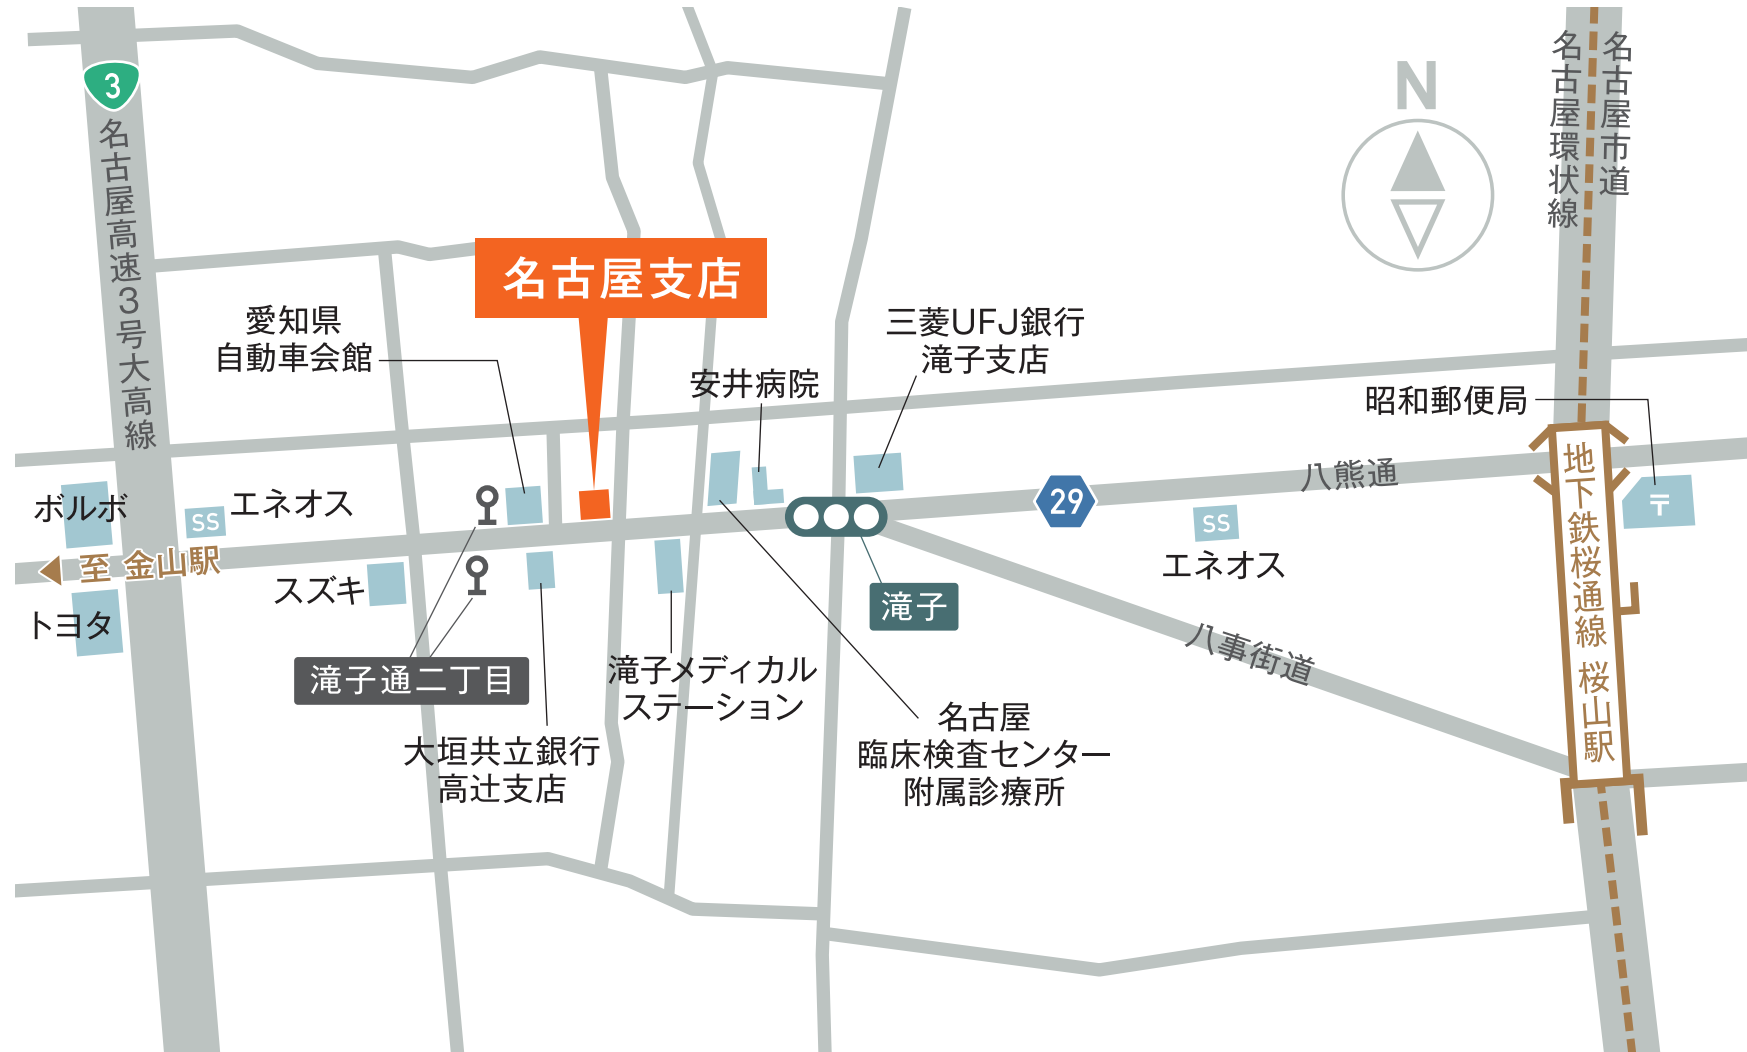 3
名古屋高速3号大高線
N
名古屋環状線
名古屋市道
名古屋支店
愛知県
自動車会館
三菱UFJ銀行
滝子支店
安井病院
昭和郵便局
八熊通
29
ボルボ
SS
エネオス
至 金山駅
トヨタ
スズキ
SS
エネオス
〒
地下鉄桜通線 桜山駅
滝子
八事街道
滝子通二丁目
滝子メディカル
ステーション
大垣共立銀行
高辻支店
名古屋
臨床検査センター
附属診療所